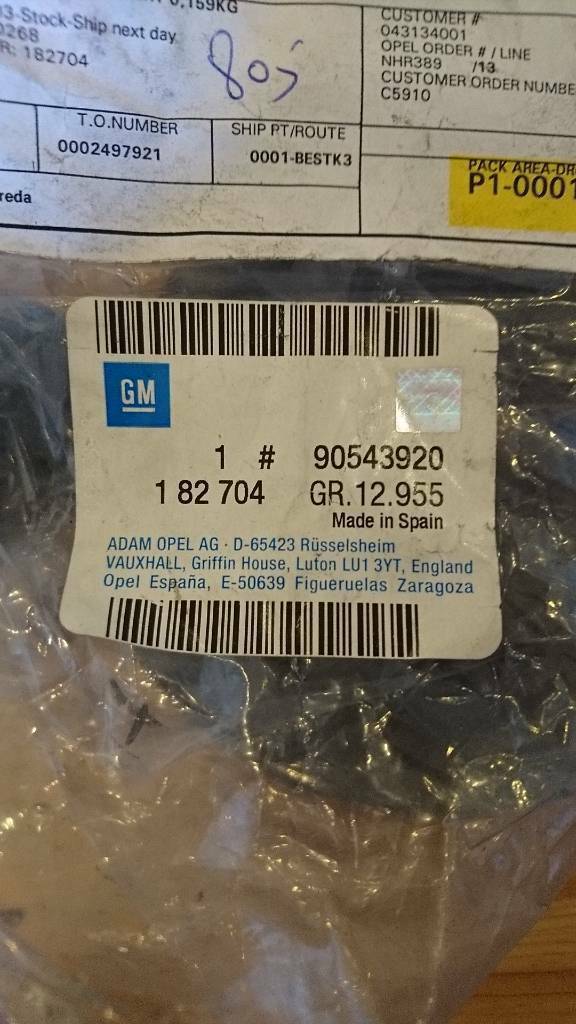 0,159KG
3-Stock-Ship next day
0268
R: 182704
805
CUSTOMER #
043134001
OPEL ORDER # / LINE
NHR389 /13
CUSTOMER ORDER NUMBE
C5910
T.O.NUMBER
0002497921
SHIP PT/ROUTE
0001-BESTK3
PACK AREA-DR
P1-0001
reda
GM
1 # 90543920
1 82 704 GR.12.955
Made in Spain
ADAM OPEL AG · D-65423 Rüsselsheim
VAUXHALL, Griffin House, Luton LU1 3YT, England
Opel España, E-50639 Figueruelas Zaragoza